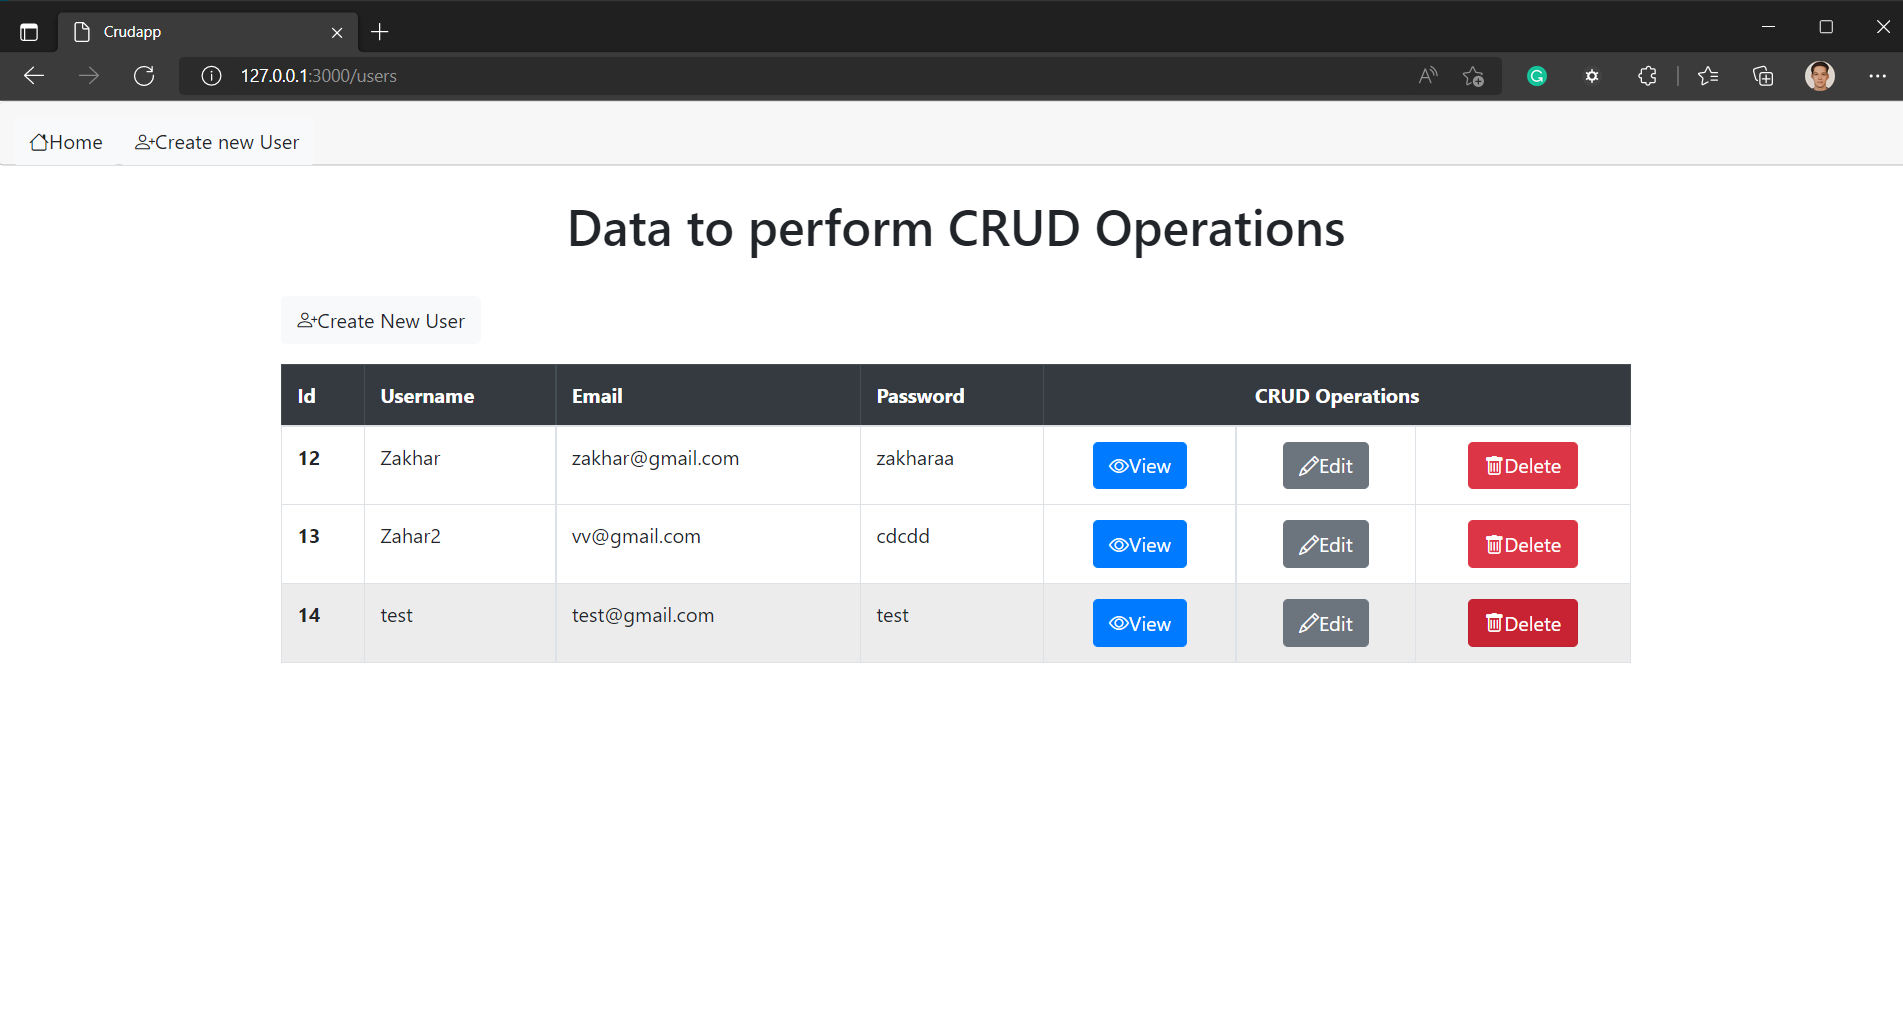 Crudapp
127.0.0.1:3000/users
Home Create new User
Data to perform CRUD Operations
Create New User
Id Username Email Password CRUD Operations
12 Zakhar zakhar@gmail.com zakharaa View Edit Delete
13 Zahar2 vv@gmail.com cdcdd View Edit Delete
14 test test@gmail.com test View Edit Delete